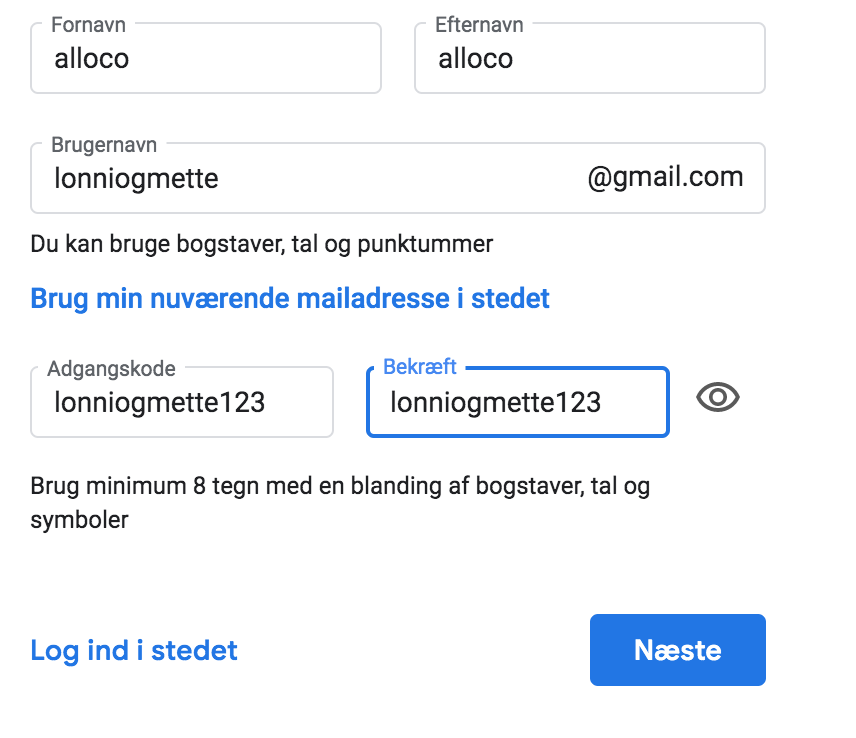 Fornavn
alloco
Efternavn
alloco
Brugernavn
lonniogmette
@gmail.com
Du kan bruge bogstaver, tal og punktummer
Brug min nuværende mailadresse i stedet
Adgangskode
lonniogmette123
Bekræft
lonniogmette123
Brug minimum 8 tegn med en blanding af bogstaver, tal og
symboler
Log ind i stedet
Næste